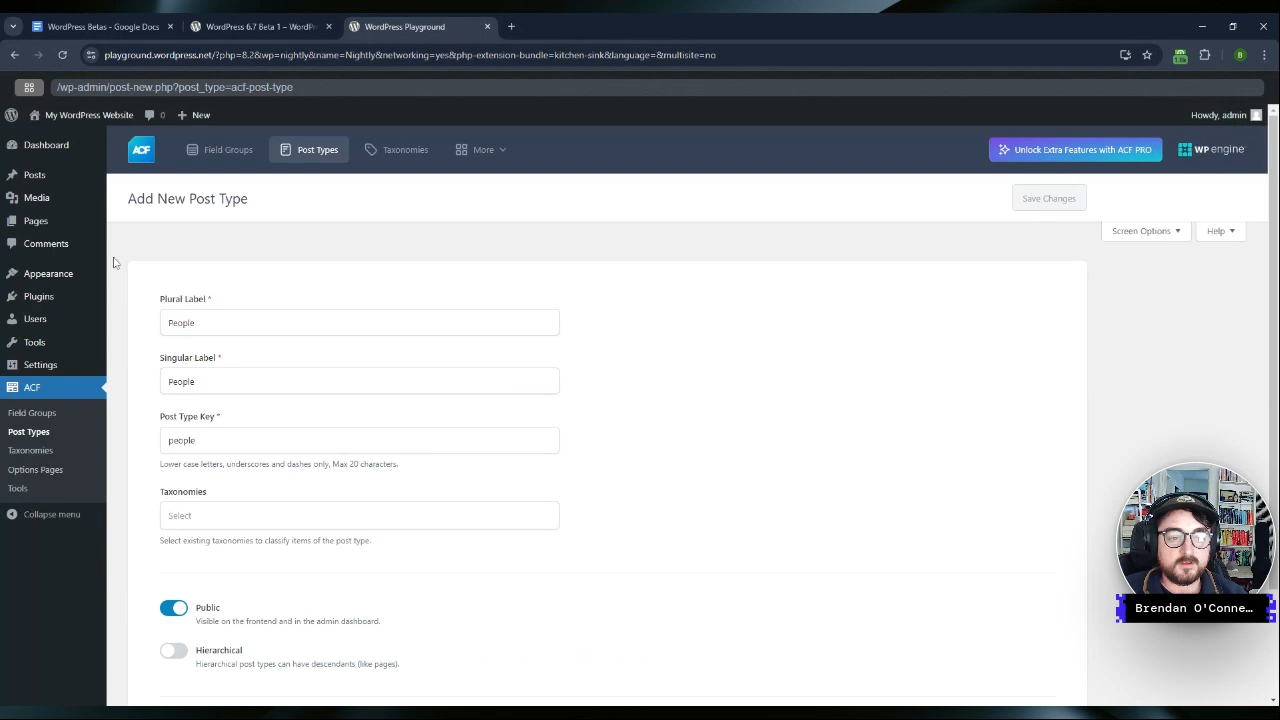 WordPress Betas - Google Docs
WordPress 6.7 Beta 1 – WordPr
WordPress Playground
playground.wordpress.net/?php=8.2&wp=nightly&name=Nightly&networking=yes&php-extension-bundle=kitchen-sink&language=&multisite=no
1.8k
B
/wp-admin/post-new.php?post_type=acf-post-type
My WordPress Website
0
New
Howdy, admin
Dashboard
Posts
Media
Pages
Comments
Appearance
Plugins
Users
Tools
Settings
ACF
Field Groups
Post Types
Taxonomies
Options Pages
Tools
Collapse menu
ACF
Field Groups
Post Types
Taxonomies
More
Unlock Extra Features with ACF PRO
WP engine
Add New Post Type
Save Changes
Screen Options
Help
Plural Label *
People
Singular Label *
People
Post Type Key *
people
Lower case letters, underscores and dashes only, Max 20 characters.
Taxonomies
Select
Select existing taxonomies to classify items of the post type.
Public
Visible on the frontend and in the admin dashboard.
Hierarchical
Hierarchical post types can have descendants (like pages).
Brendan O'Conne…